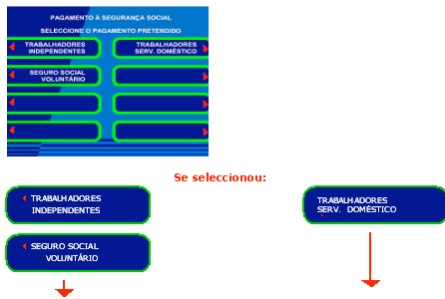 PAGAMENTO À SEGURANÇA SOCIAL
SELECCIONE O PAGAMENTO PRETENDIDO
TRABALHADORES
INDEPENDENTES
TRABALHADORES
SERV. DOMÉSTICO
SEGURO SOCIAL
VOLUNTÁRIO
Se seleccionou:
TRABALHADORES
INDEPENDENTES
TRABALHADORES
SERV. DOMÉSTICO
SEGURO SOCIAL
VOLUNTÁRIO